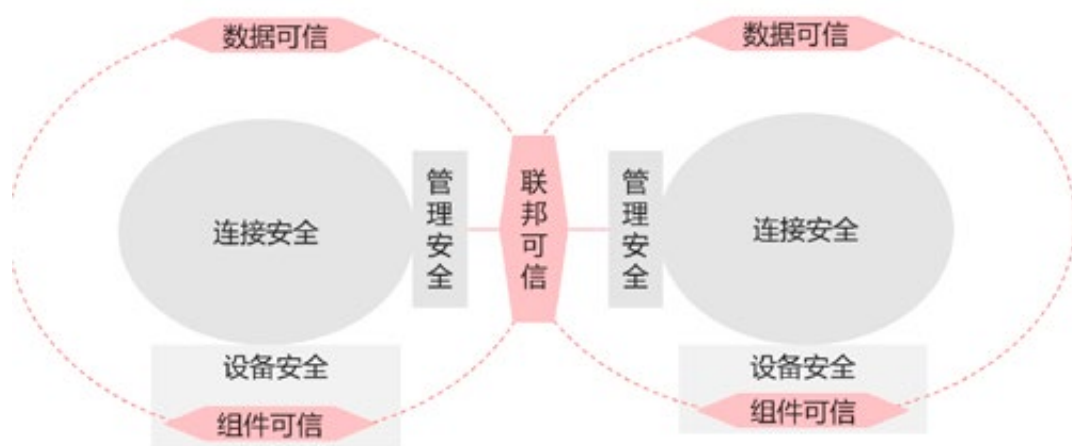 数据可信
数据可信
连接安全
管理安全
联邦可信
管理安全
连接安全
设备安全
设备安全
组件可信
组件可信